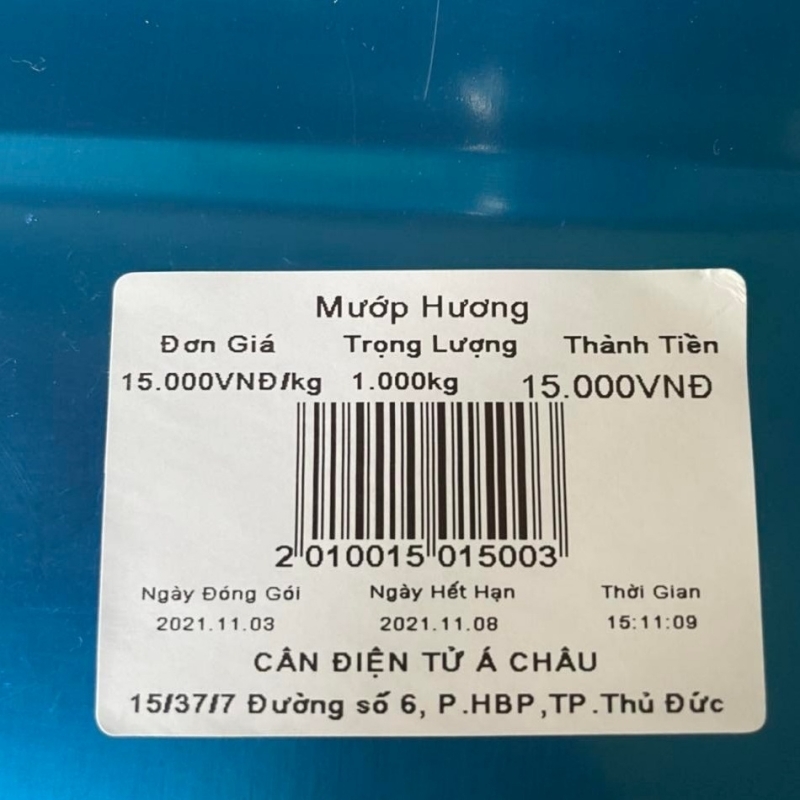 Mướp Hương
Đơn Giá Trọng Lượng Thành Tiền
15.000VNĐ/kg 1.000kg 15.000VNĐ
2 010015 015003
Ngày Đóng Gói Ngày Hết Hạn Thời Gian
2021.11.03 2021.11.08 15:11:09
CÂN ĐIỆN TỬ Á CHÂU
15/37/7 Đường số 6, P.HBP,TP.Thủ Đức